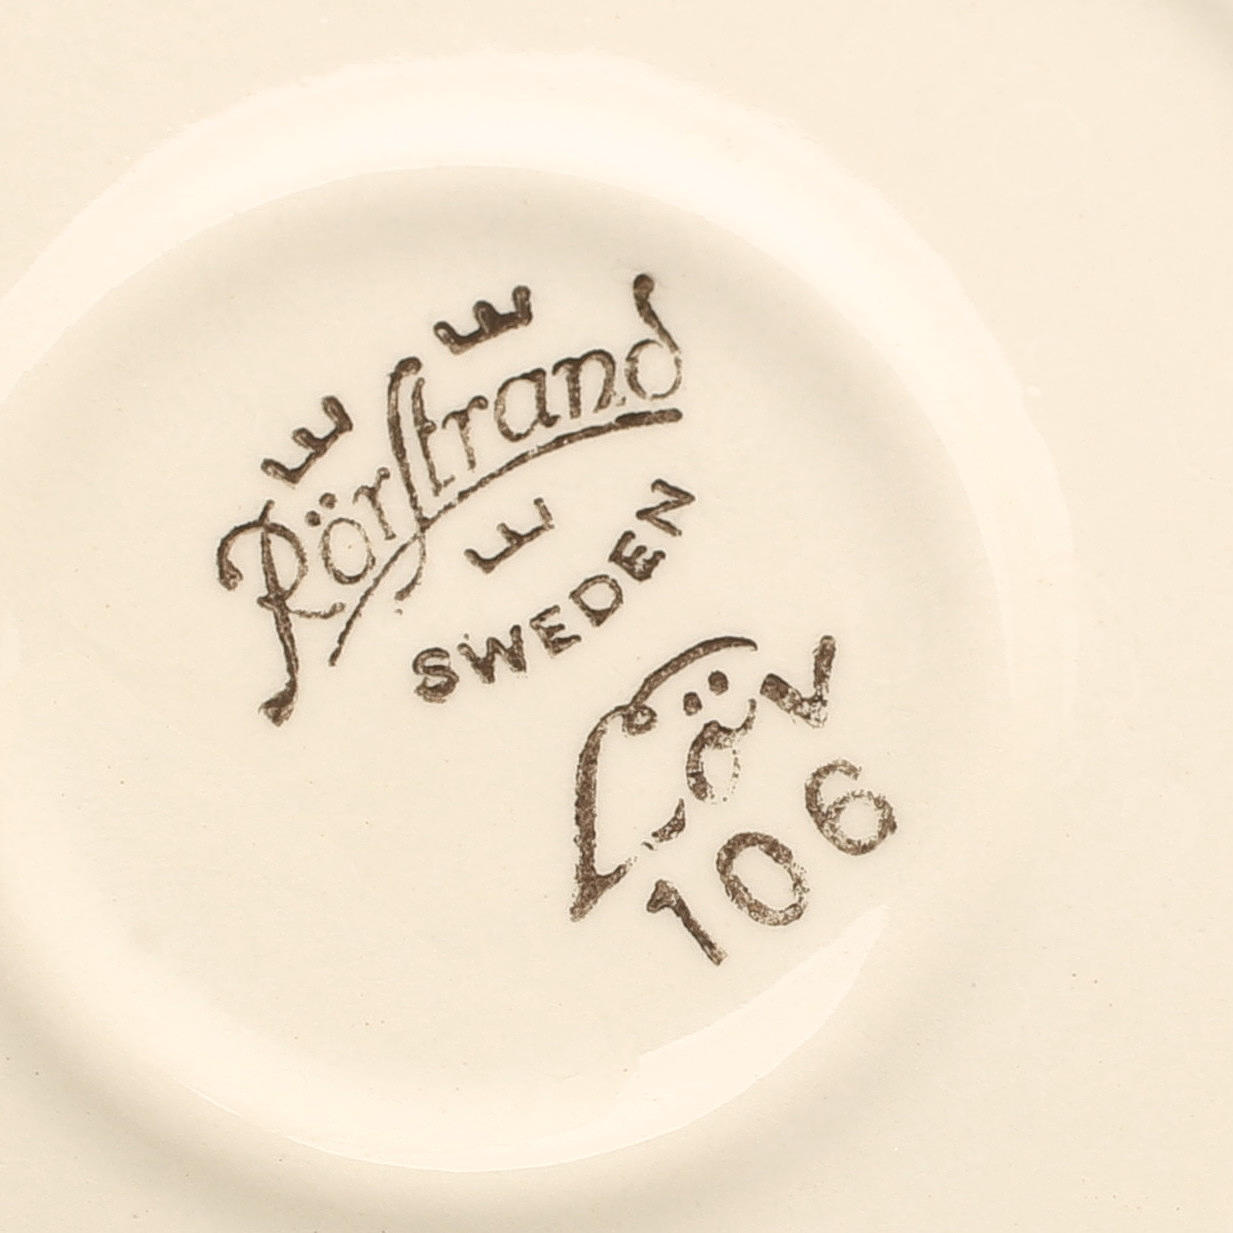 Rörstrand
SWEDEN
Löv
106